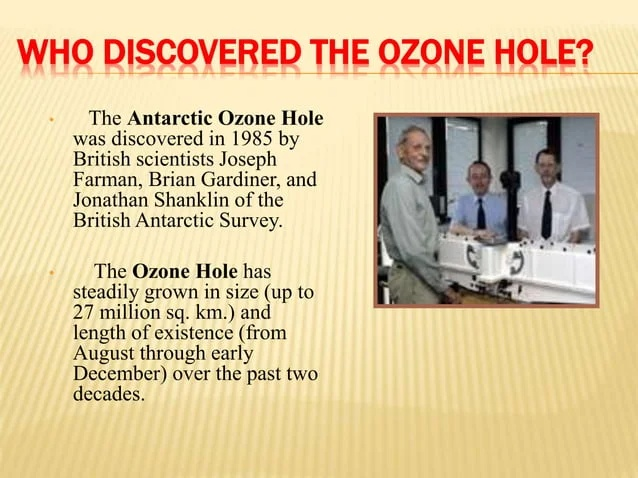 WHO DISCOVERED THE OZONE HOLE?
• The Antarctic Ozone Hole
was discovered in 1985 by
British scientists Joseph
Farman, Brian Gardiner, and
Jonathan Shanklin of the
British Antarctic Survey.
• The Ozone Hole has
steadily grown in size (up to
27 million sq. km.) and
length of existence (from
August through early
December) over the past two
decades.